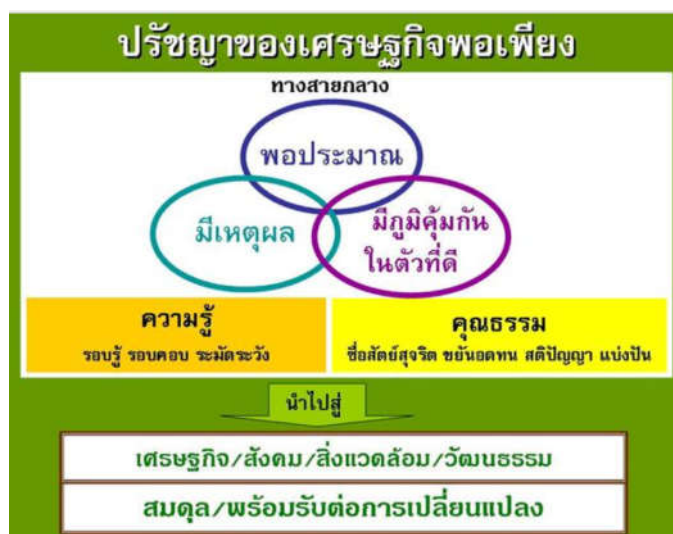 ปรัชญาของเศรษฐกิจพอเพียง
ทางสายกลาง
พอประมาณ
มีเหตุผล
มีภูมิคุ้มกัน
ในตัวที่ดี
ความรู้
รอบรู้ รอบคอบ ระมัดระวัง
คุณธรรม
ซื่อสัตย์สุจริต ขยันอดทน สติปัญญา แบ่งปัน
นำไปสู่
เศรษฐกิจ/สังคม/สิ่งแวดล้อม/วัฒนธรรม
สมดุล/พร้อมรับต่อการเปลี่ยนแปลง